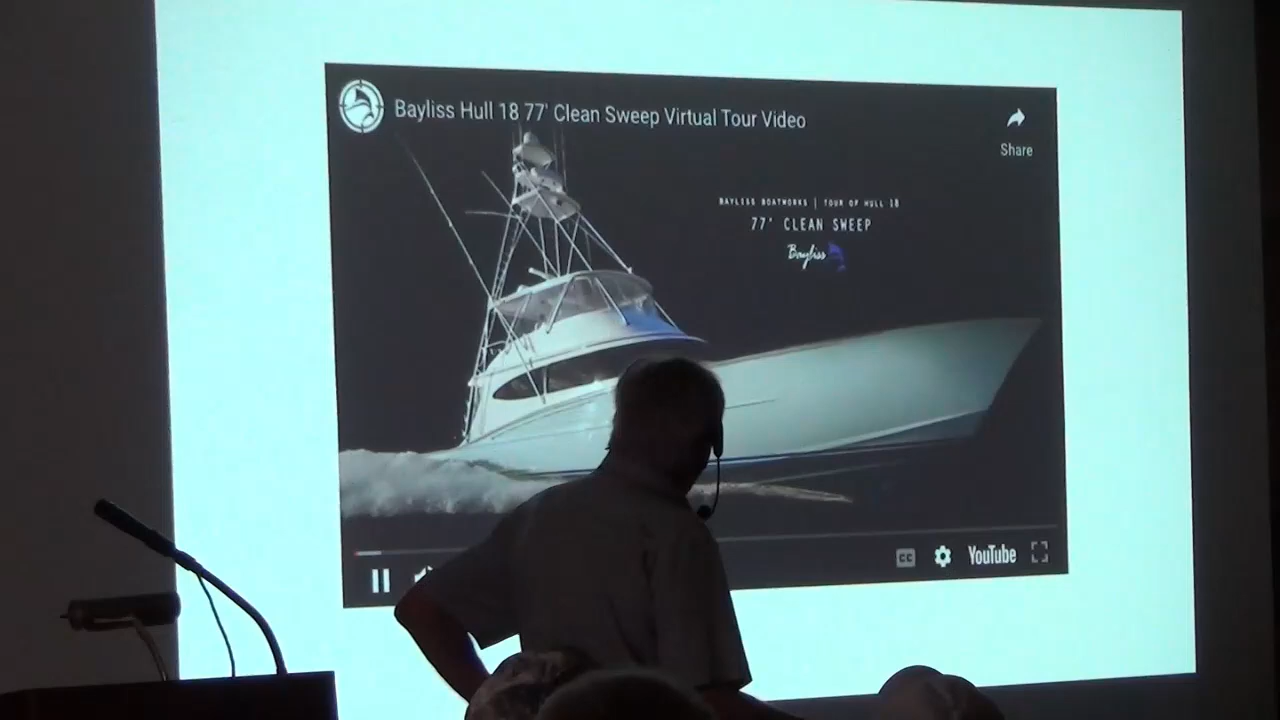 Bayliss Hull 18 77' Clean Sweep Virtual Tour Video
Share
BAYLISS BOATWORKS | TOUR OF HULL 18
77' CLEAN SWEEP
Bayliss
CC
YouTube